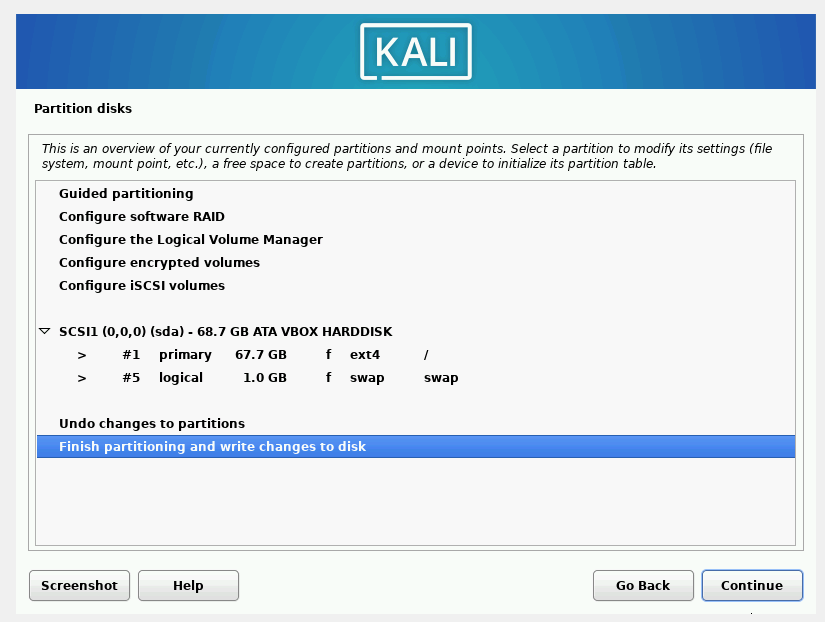 KALI
Partition disks
This is an overview of your currently configured partitions and mount points. Select a partition to modify its settings (file
system, mount point, etc.), a free space to create partitions, or a device to initialize its partition table.
Guided partitioning
Configure software RAID
Configure the Logical Volume Manager
Configure encrypted volumes
Configure iSCSI volumes
SCSI1 (0,0,0) (sda) - 68.7 GB ATA VBOX HARDDISK
> #1 primary 67.7 GB f ext4 /
> #5 logical 1.0 GB f swap swap
Undo changes to partitions
Finish partitioning and write changes to disk
Screenshot Help Go Back Continue